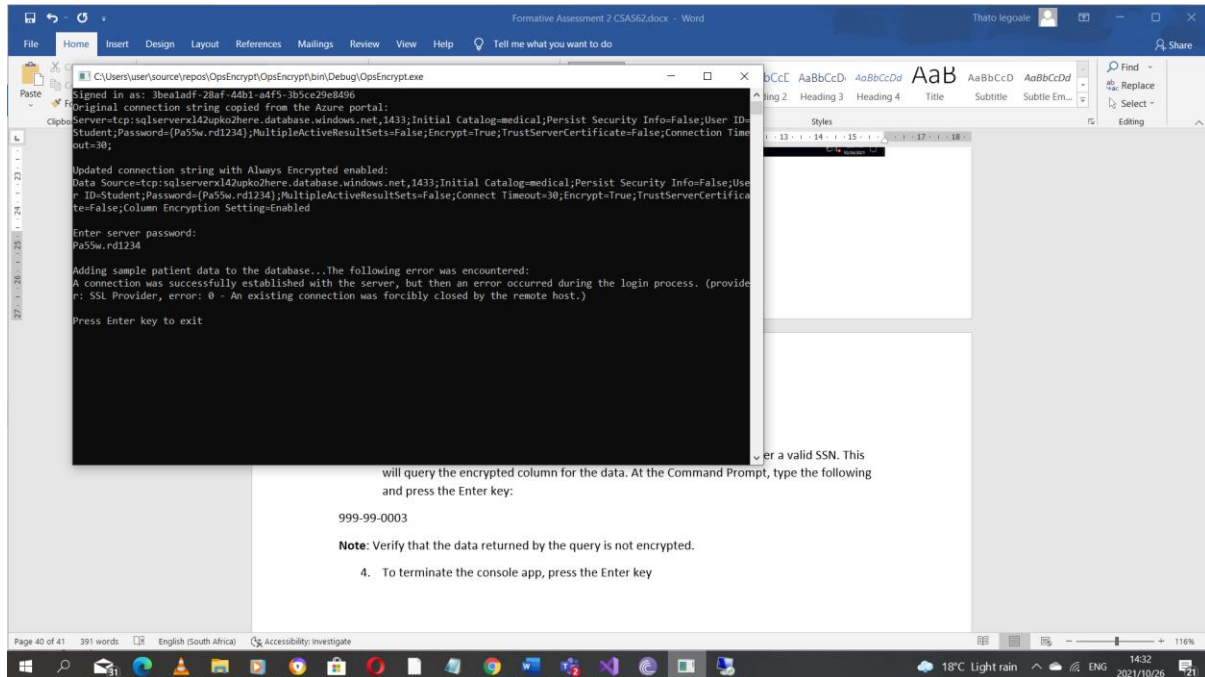 Formative Assessment 2 CSAS62.docx - Word
Thato legoale
File Home Insert Design Layout References Mailings Review View Help Tell me what you want to do
Share
Paste
C:\Users\user\source\repos\OpsEncrypt\OpsEncrypt\bin\Debug\OpsEncrypt.exe
AaBbCcD AaBbCcDd AaB AaBbCcD AaBbCcDd
Heading 3 Heading 4 Title Subtitle Subtle Em...
Styles
Find
Replace
Select
Editing
Signed in as: 3bea1adf-28af-44b1-a4f5-3b5ce29e8496
Original connection string copied from the Azure portal:
Server=tcp:sqlserverxl42upko2here.database.windows.net,1433;Initial Catalog=medical;Persist Security Info=False;User ID=
Student;Password={Pa55w.rd1234};MultipleActiveResultSets=False;Encrypt=True;TrustServerCertificate=False;Connection Time
out=30;
Updated connection string with Always Encrypted enabled:
Data Source=tcp:sqlserverxl42upko2here.database.windows.net,1433;Initial Catalog=medical;Persist Security Info=False;Use
r ID=Student;Password={Pa55w.rd1234};MultipleActiveResultSets=False;Connect Timeout=30;Encrypt=True;TrustServerCertifica
te=False;Column Encryption Setting=Enabled
Enter server password:
Pa55w.rd1234
Adding sample patient data to the database...The following error was encountered:
A connection was successfully established with the server, but then an error occurred during the login process. (provide
r: SSL Provider, error: 0 - An existing connection was forcibly closed by the remote host.)
Press Enter key to exit
er a valid SSN. This
will query the encrypted column for the data. At the Command Prompt, type the following
and press the Enter key:
999-99-0003
Note: Verify that the data returned by the query is not encrypted.
4. To terminate the console app, press the Enter key
Page 40 of 41 391 words English (South Africa) Accessibility: Investigate
116%
18°C Light rain ENG 14:32
2021/10/26